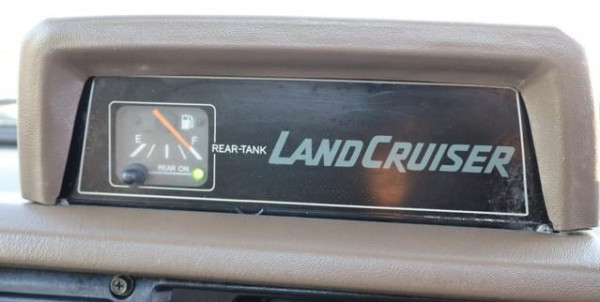 E F
REAR ON
REAR-TANK LANDCRUISER